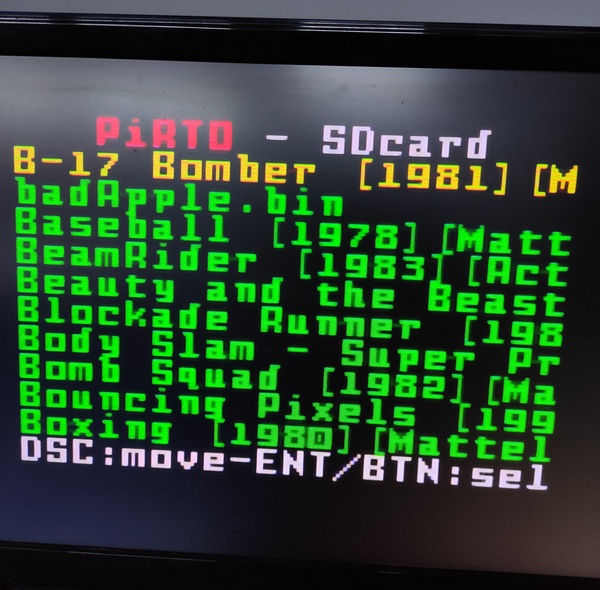 PiRTO - SDcard
B-17 Bomber [1981] [M
badApple.bin
Baseball [1978] [Matt
BeamRider [1983] [Act
Beauty and the Beast
Blockade Runner [198
Body Slam - Super Pr
Bomb Squad [1982] [Ma
Bouncing Pixels [199
Boxing [1980] [Mattel
DSC:move-ENT/BTN:sel